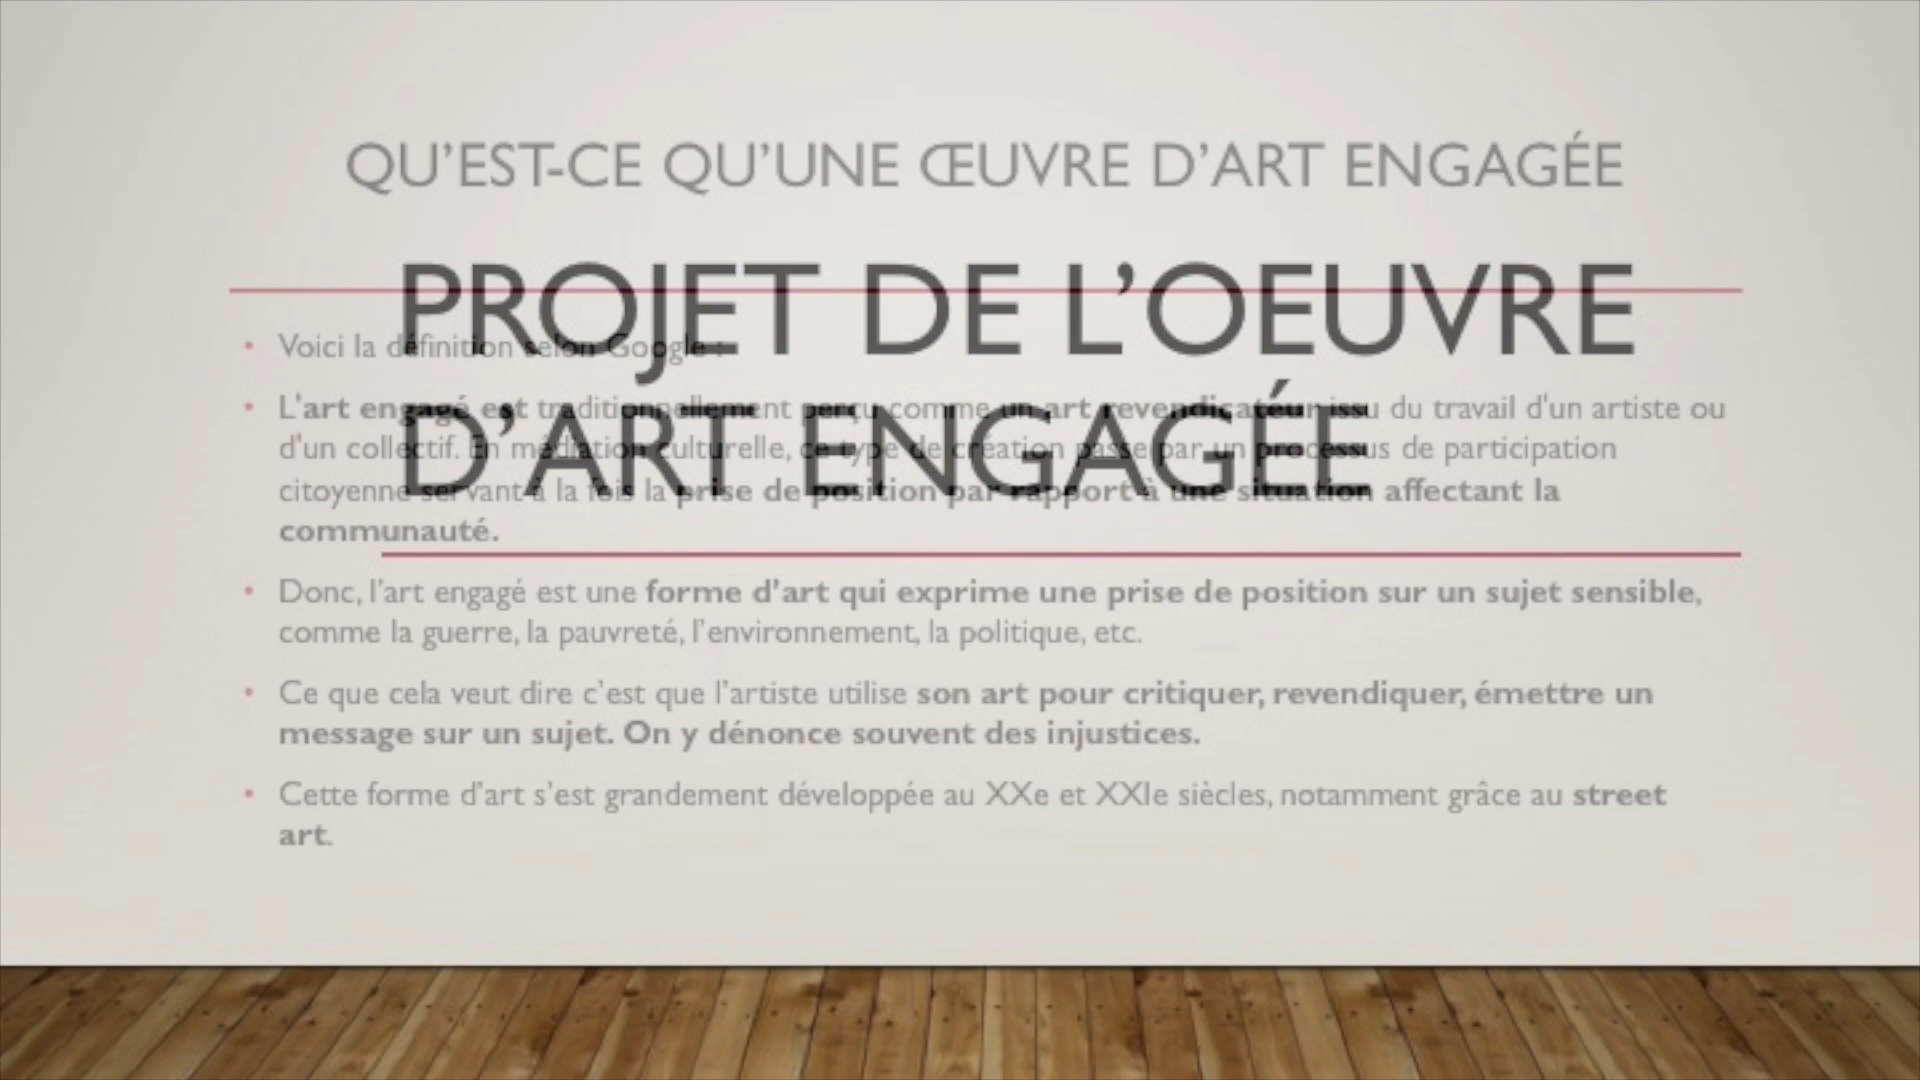 QU'EST-CE QU'UNE ŒUVRE D'ART ENGAGÉE
PROJET DE L'OEUVRE
D'ART ENGAGÉE
• Voici la définition selon Google :
• L'art engagé est traditionnellement perçu comme un art revendicateur issu du travail d'un artiste ou
d'un collectif. En médiation culturelle, ce type de création passe par un processus de participation
citoyenne servant à la fois la prise de position par rapport à une situation affectant la
communauté.
• Donc, l'art engagé est une forme d'art qui exprime une prise de position sur un sujet sensible,
comme la guerre, la pauvreté, l'environnement, la politique, etc.
• Ce que cela veut dire c'est que l'artiste utilise son art pour critiquer, revendiquer, émettre un
message sur un sujet. On y dénonce souvent des injustices.
• Cette forme d'art s'est grandement développée au XXe et XXIe siècles, notamment grâce au street
art.